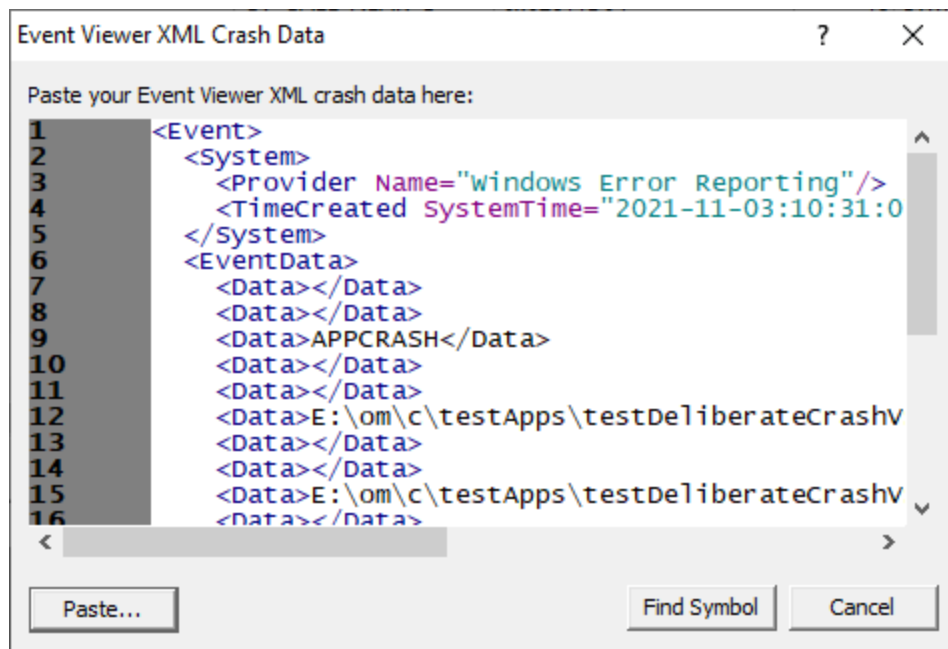 Event Viewer XML Crash Data ? ✕
Paste your Event Viewer XML crash data here:
1 <Event>
2 <System>
3 <Provider Name="Windows Error Reporting"/>
4 <TimeCreated SystemTime="2021-11-03:10:31:0
5 </System>
6 <EventData>
7 <Data></Data>
8 <Data></Data>
9 <Data>APPCRASH</Data>
10 <Data></Data>
11 <Data></Data>
12 <Data>E:\om\c\testApps\testDeliberateCrashV
13 <Data></Data>
14 <Data></Data>
15 <Data>E:\om\c\testApps\testDeliberateCrashV
16 <Data></Data>
Paste... Find Symbol Cancel